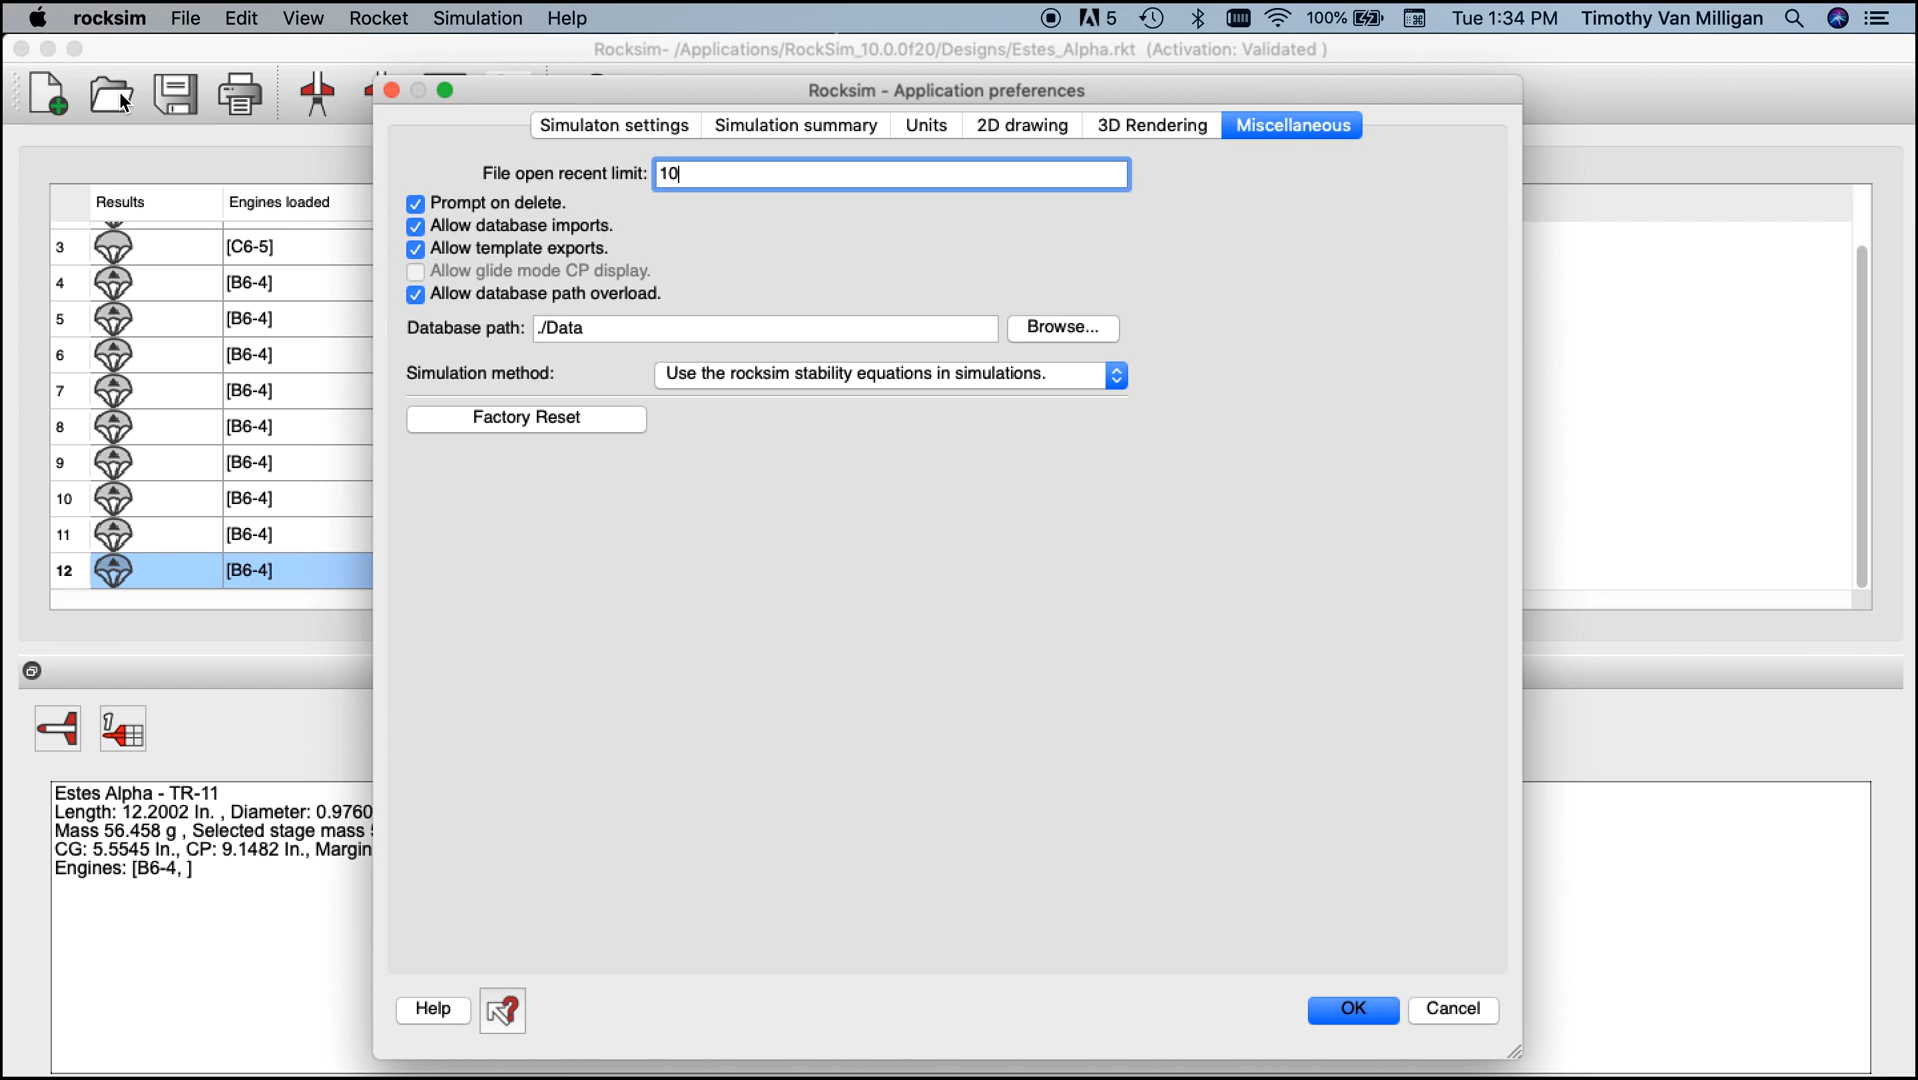 rocksim File Edit View Rocket Simulation Help 5 100% Tue 1:34 PM Timothy Van Milligan
Rocksim- /Applications/RockSim_10.0.0f20/Designs/Estes_Alpha.rkt (Activation: Validated )
Rocksim - Application preferences
Simulaton settings Simulation summary Units 2D drawing 3D Rendering Miscellaneous
File open recent limit: 10
Prompt on delete.
Allow database imports.
Allow template exports.
Allow glide mode CP display.
Allow database path overload.
Database path: ./Data Browse...
Simulation method: Use the rocksim stability equations in simulations.
Factory Reset
Help OK Cancel
Results Engines loaded
3 [C6-5]
4 [B6-4]
5 [B6-4]
6 [B6-4]
7 [B6-4]
8 [B6-4]
9 [B6-4]
10 [B6-4]
11 [B6-4]
12 [B6-4]
1
Estes Alpha - TR-11
Length: 12.2002 In. , Diameter: 0.9760
Mass 56.458 g , Selected stage mass
CG: 5.5545 In., CP: 9.1482 In., Margin
Engines: [B6-4, ]